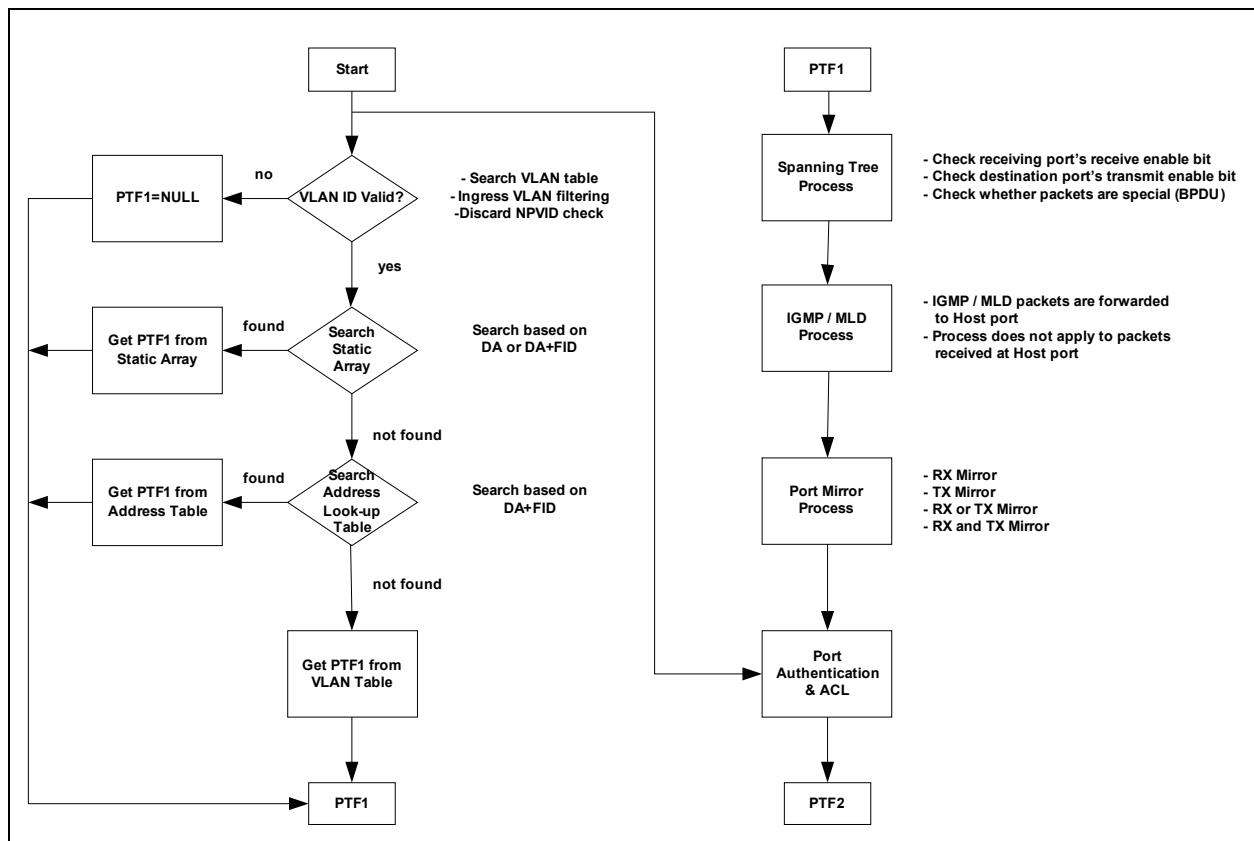 Start
VLAN ID Valid?
no
PTF1=NULL
- Search VLAN table
- Ingress VLAN filtering
-Discard NPVID check
yes
Search
Static
Array
found
Get PTF1 from
Static Array
Search based on
DA or DA+FID
not found
Search
Address
Look-up
Table
found
Get PTF1 from
Address Table
Search based on
DA+FID
not found
Get PTF1 from
VLAN Table
PTF1
PTF1
Spanning Tree
Process
- Check receiving port's receive enable bit
- Check destination port's transmit enable bit
- Check whether packets are special (BPDU)
IGMP / MLD
Process
- IGMP / MLD packets are forwarded
to Host port
- Process does not apply to packets
received at Host port
Port Mirror
Process
- RX Mirror
- TX Mirror
- RX or TX Mirror
- RX and TX Mirror
Port
Authentication
& ACL
PTF2